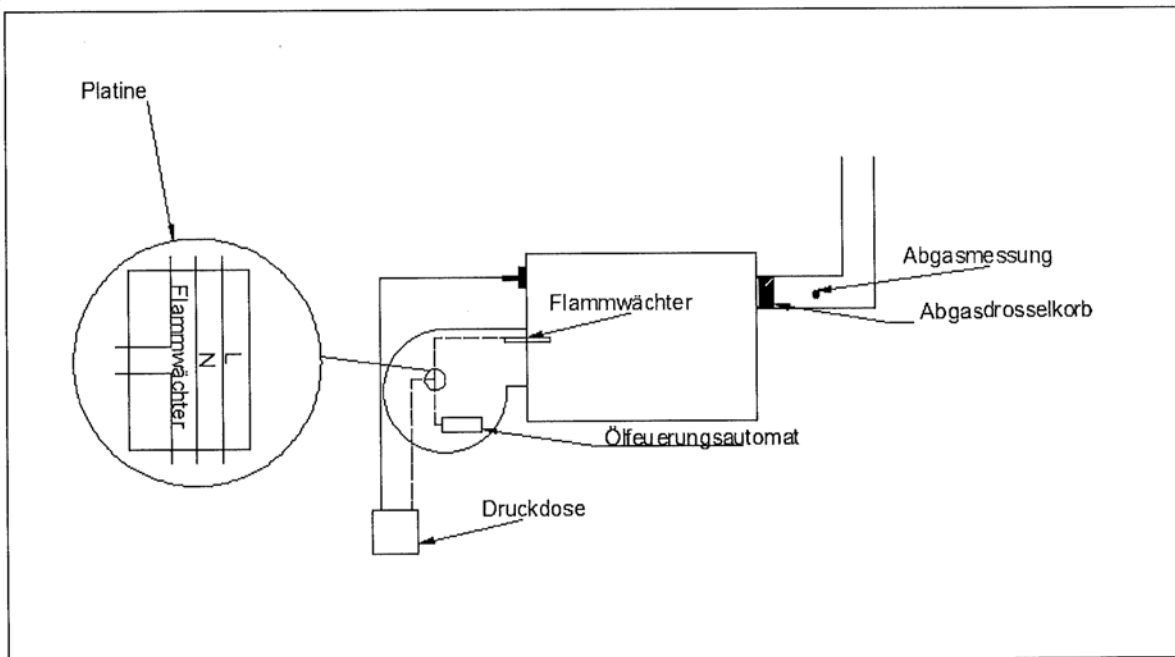 Platine
Abgasmessung
Flammwächter
Abgasdrosselkorb
Flammwächter
N
L
Ölfeuerungsautomat
Druckdose